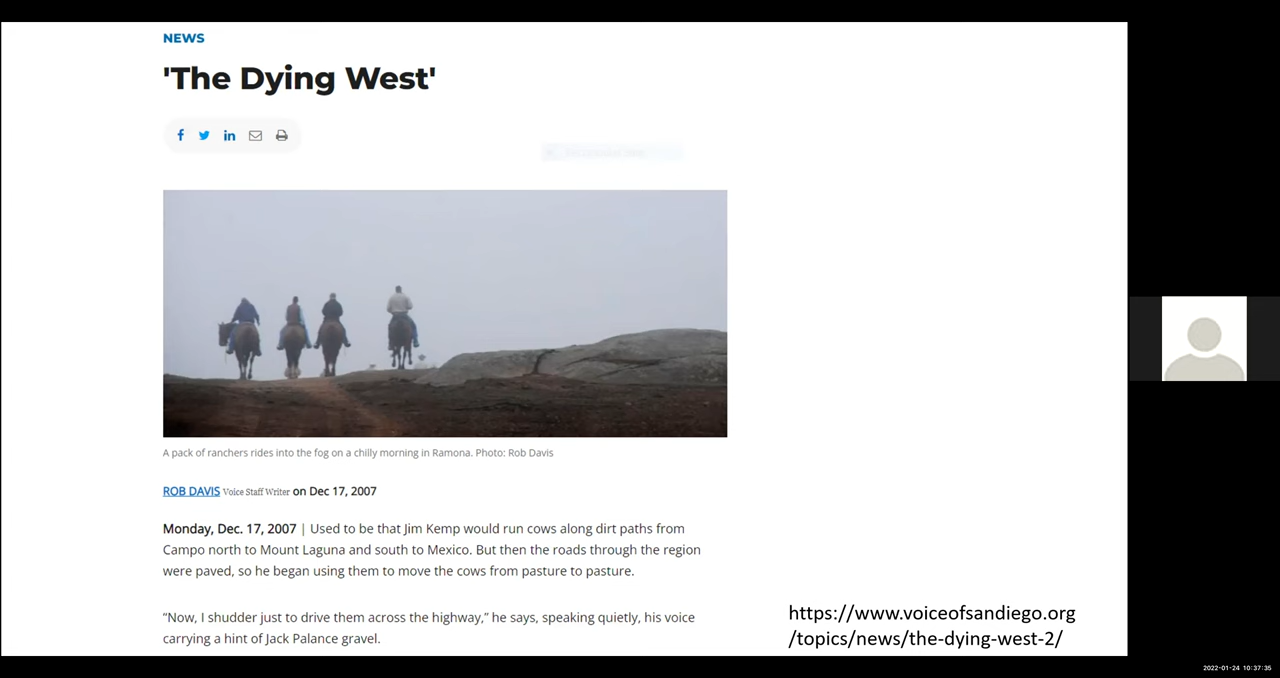 NEWS
'The Dying West'
A pack of ranchers rides into the fog on a chilly morning in Ramona. Photo: Rob Davis
ROB DAVIS Voice Staff Writer on Dec 17, 2007
Monday, Dec. 17, 2007 | Used to be that Jim Kemp would run cows along dirt paths from
Campo north to Mount Laguna and south to Mexico. But then the roads through the region
were paved, so he began using them to move the cows from pasture to pasture.
“Now, I shudder just to drive them across the highway,” he says, speaking quietly, his voice
carrying a hint of Jack Palance gravel.
https://www.voiceofsandiego.org
/topics/news/the-dying-west-2/
2022-01-24 10:37:35